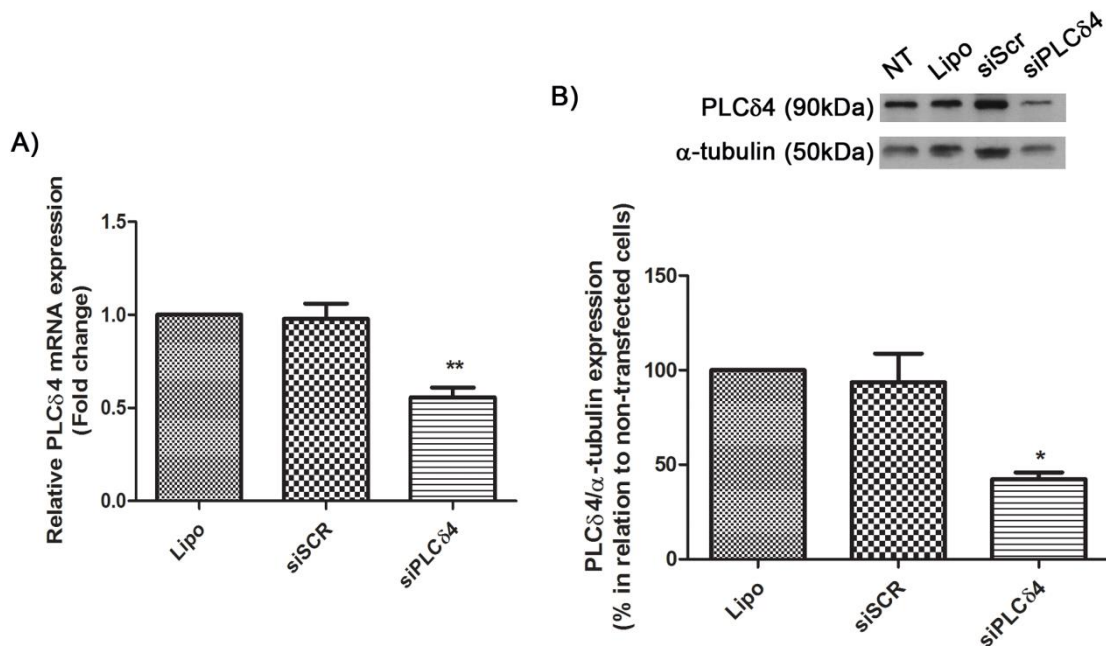 A)
Relative PLCδ4 mRNA expression
(Fold change)
1.5
1.0
0.5
0.0
Lipo
siSCR
siPLCδ4
**
B)
NT
Lipo
siScr
siPLCδ4
PLCδ4 (90kDa)
α-tubulin (50kDa)
PLCδ4/α-tubulin expression
(% in relation to non-transfected cells)
150
100
50
0
Lipo
siSCR
siPLCδ4
*